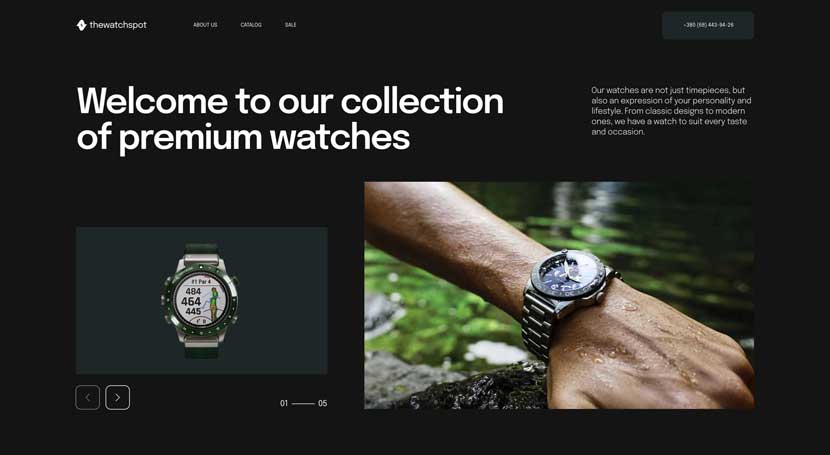 thewatchspot
ABOUT US
CATALOG
SALE
+380 (68) 443-94-26
Welcome to our collection
of premium watches
Our watches are not just timepieces, but
also an expression of your personality and
lifestyle. From classic designs to modern
ones, we have a watch to suit every taste
and occasion.
#1 Par 4
484
464
445
01
05